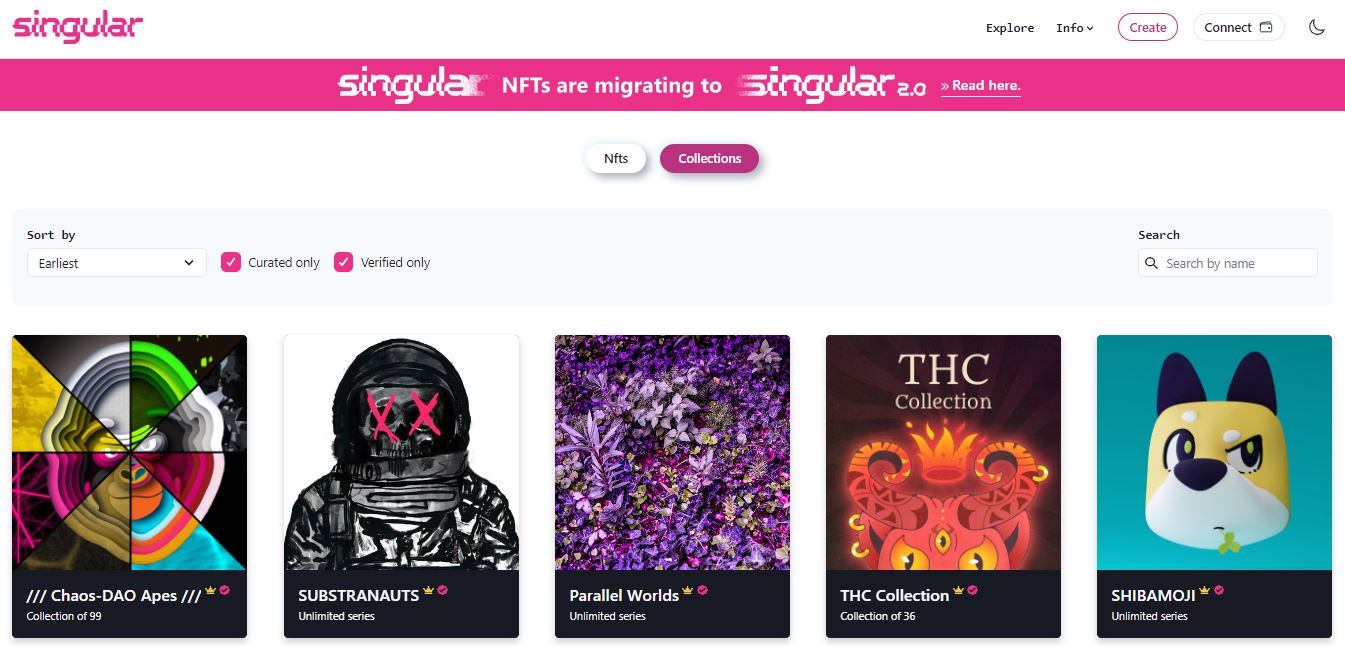 singular
Explore Info Create Connect
singular NFTs are migrating to singular 2.0 » Read here.
Nfts Collections
Sort by
Search
Earliest Curated only Verified only
Search by name
THC
Collection
/// Chaos-DAO Apes ///
Collection of 99
SUBSTRANAUTS
Unlimited series
Parallel Worlds
Unlimited series
THC Collection
Collection of 36
SHIBAMOJI
Unlimited series